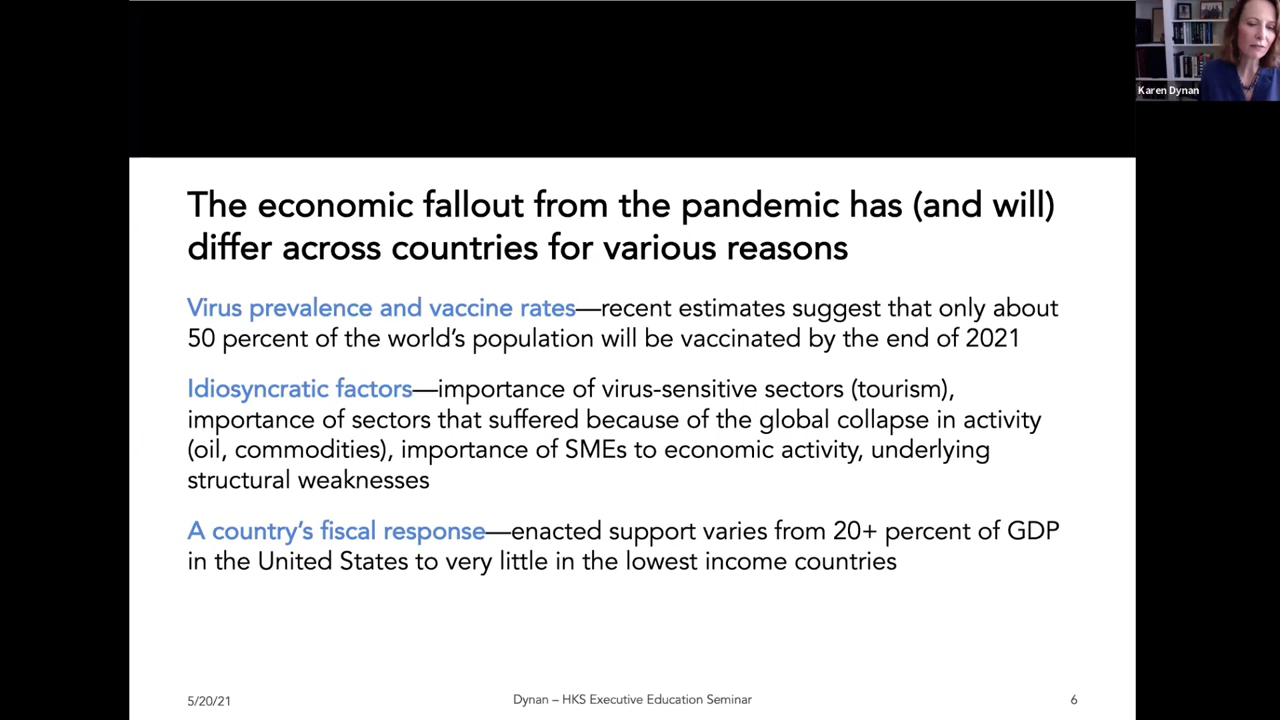 Karen Dynan
The economic fallout from the pandemic has (and will)
differ across countries for various reasons
Virus prevalence and vaccine rates—recent estimates suggest that only about
50 percent of the world's population will be vaccinated by the end of 2021
Idiosyncratic factors—importance of virus-sensitive sectors (tourism),
importance of sectors that suffered because of the global collapse in activity
(oil, commodities), importance of SMEs to economic activity, underlying
structural weaknesses
A country's fiscal response—enacted support varies from 20+ percent of GDP
in the United States to very little in the lowest income countries
5/20/21
Dynan – HKS Executive Education Seminar
6